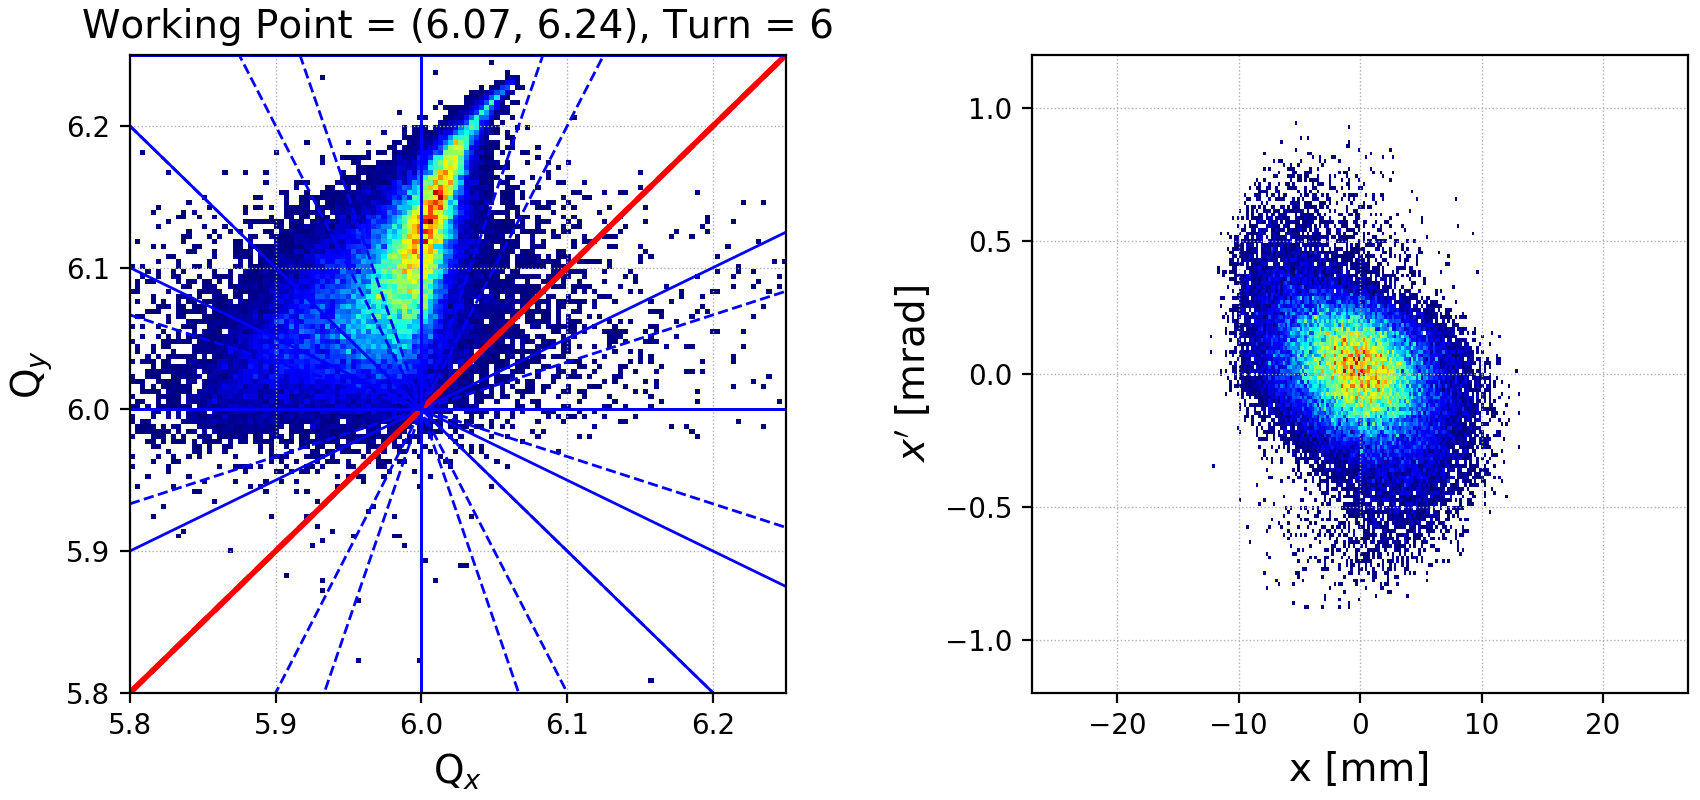 Working Point = (6.07, 6.24), Turn = 6
6.2
6.1
6.0
5.9
5.8
Qy
5.8 5.9 6.0 6.1 6.2
Qx
1.0
0.5
0.0
−0.5
−1.0
x′ [mrad]
−20 −10 0 10 20
x [mm]